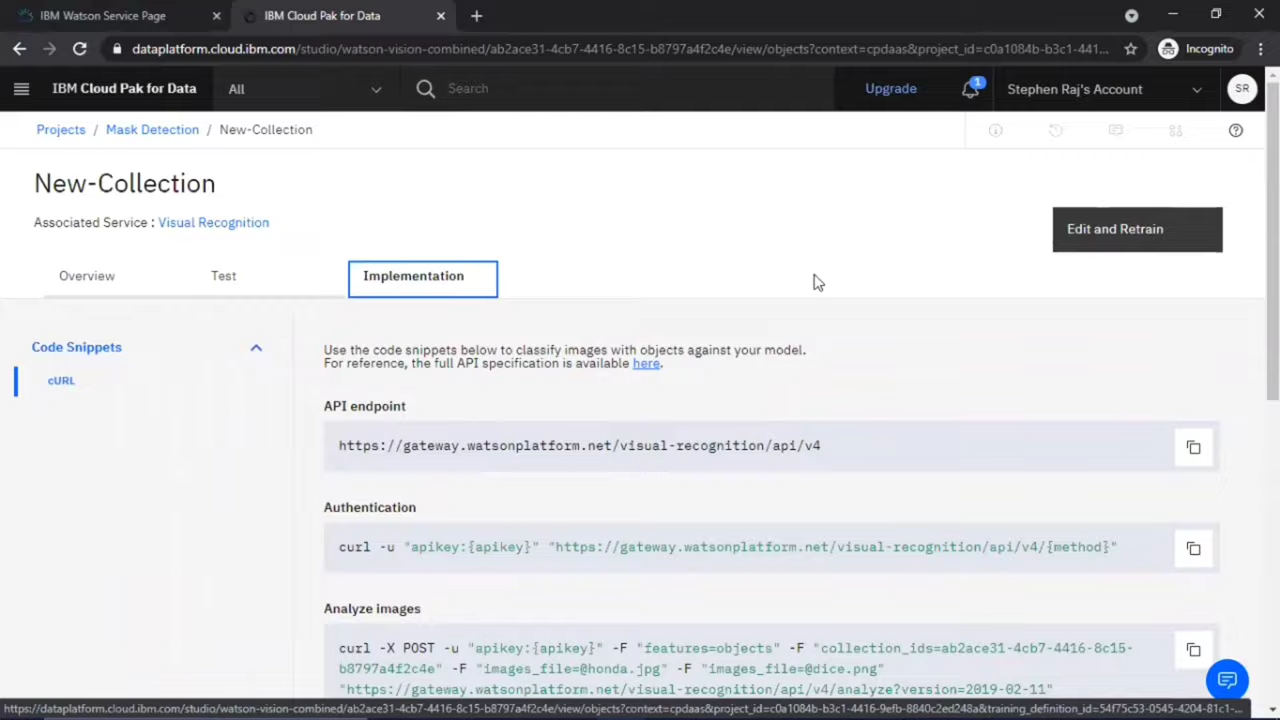 IBM Watson Service Page
IBM Cloud Pak for Data
dataplatform.cloud.ibm.com/studio/watson-vision-combined/ab2ace31-4cb7-4416-8c15-b8797a4f2c4e/view/objects?context=cpdaas&project_id=c0a1084b-b3c1-441...
Incognito
IBM Cloud Pak for Data
All
Search
Upgrade
1
Stephen Raj's Account
SR
Projects / Mask Detection / New-Collection
New-Collection
Associated Service : Visual Recognition
Edit and Retrain
Overview
Test
Implementation
Code Snippets
cURL
Use the code snippets below to classify images with objects against your model.
For reference, the full API specification is available here.
API endpoint
https://gateway.watsonplatform.net/visual-recognition/api/v4
Authentication
curl -u "apikey:{apikey}" "https://gateway.watsonplatform.net/visual-recognition/api/v4/{method}"
Analyze images
curl -X POST -u "apikey:{apikey}" -F "features=objects" -F "collection_ids=ab2ace31-4cb7-4416-8c15-
b8797a4f2c4e" -F "images_file=@honda.jpg" -F "images_file=@dice.png"
"https://gateway.watsonplatform.net/visual-recognition/api/v4/analyze?version=2019-02-11"
https://dataplatform.cloud.ibm.com/studio/watson-vision-combined/ab2ace31-4cb7-4416-8c15-b8797a4f2c4e/view/objects?context=cpdaas&project_id=c0a1084b-b3c1-4416-9efb-8840c2ed248a&training_definition_id=54f75c53-0545-4204-81c1-...